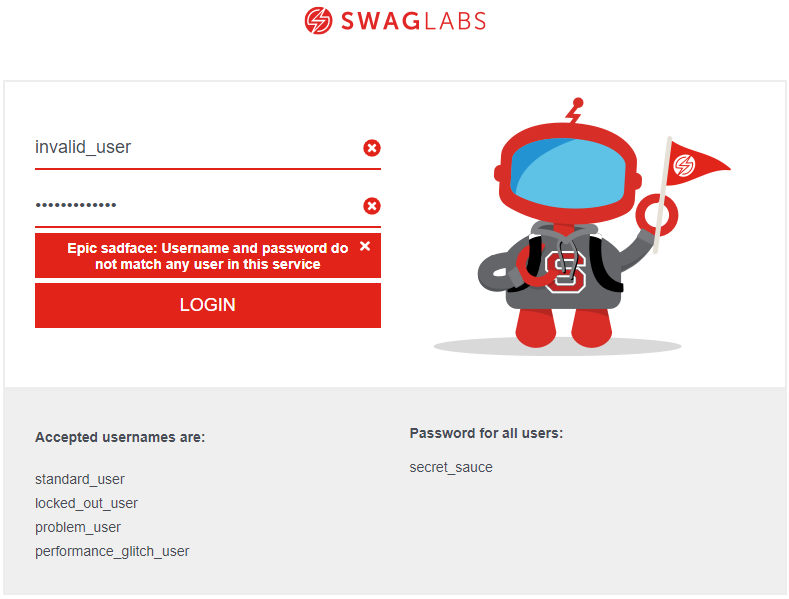 SWAGLABS
invalid_user
•••••••••••••
Epic sadface: Username and password do
not match any user in this service
LOGIN
S
Accepted usernames are:
standard_user
locked_out_user
problem_user
performance_glitch_user
Password for all users:
secret_sauce